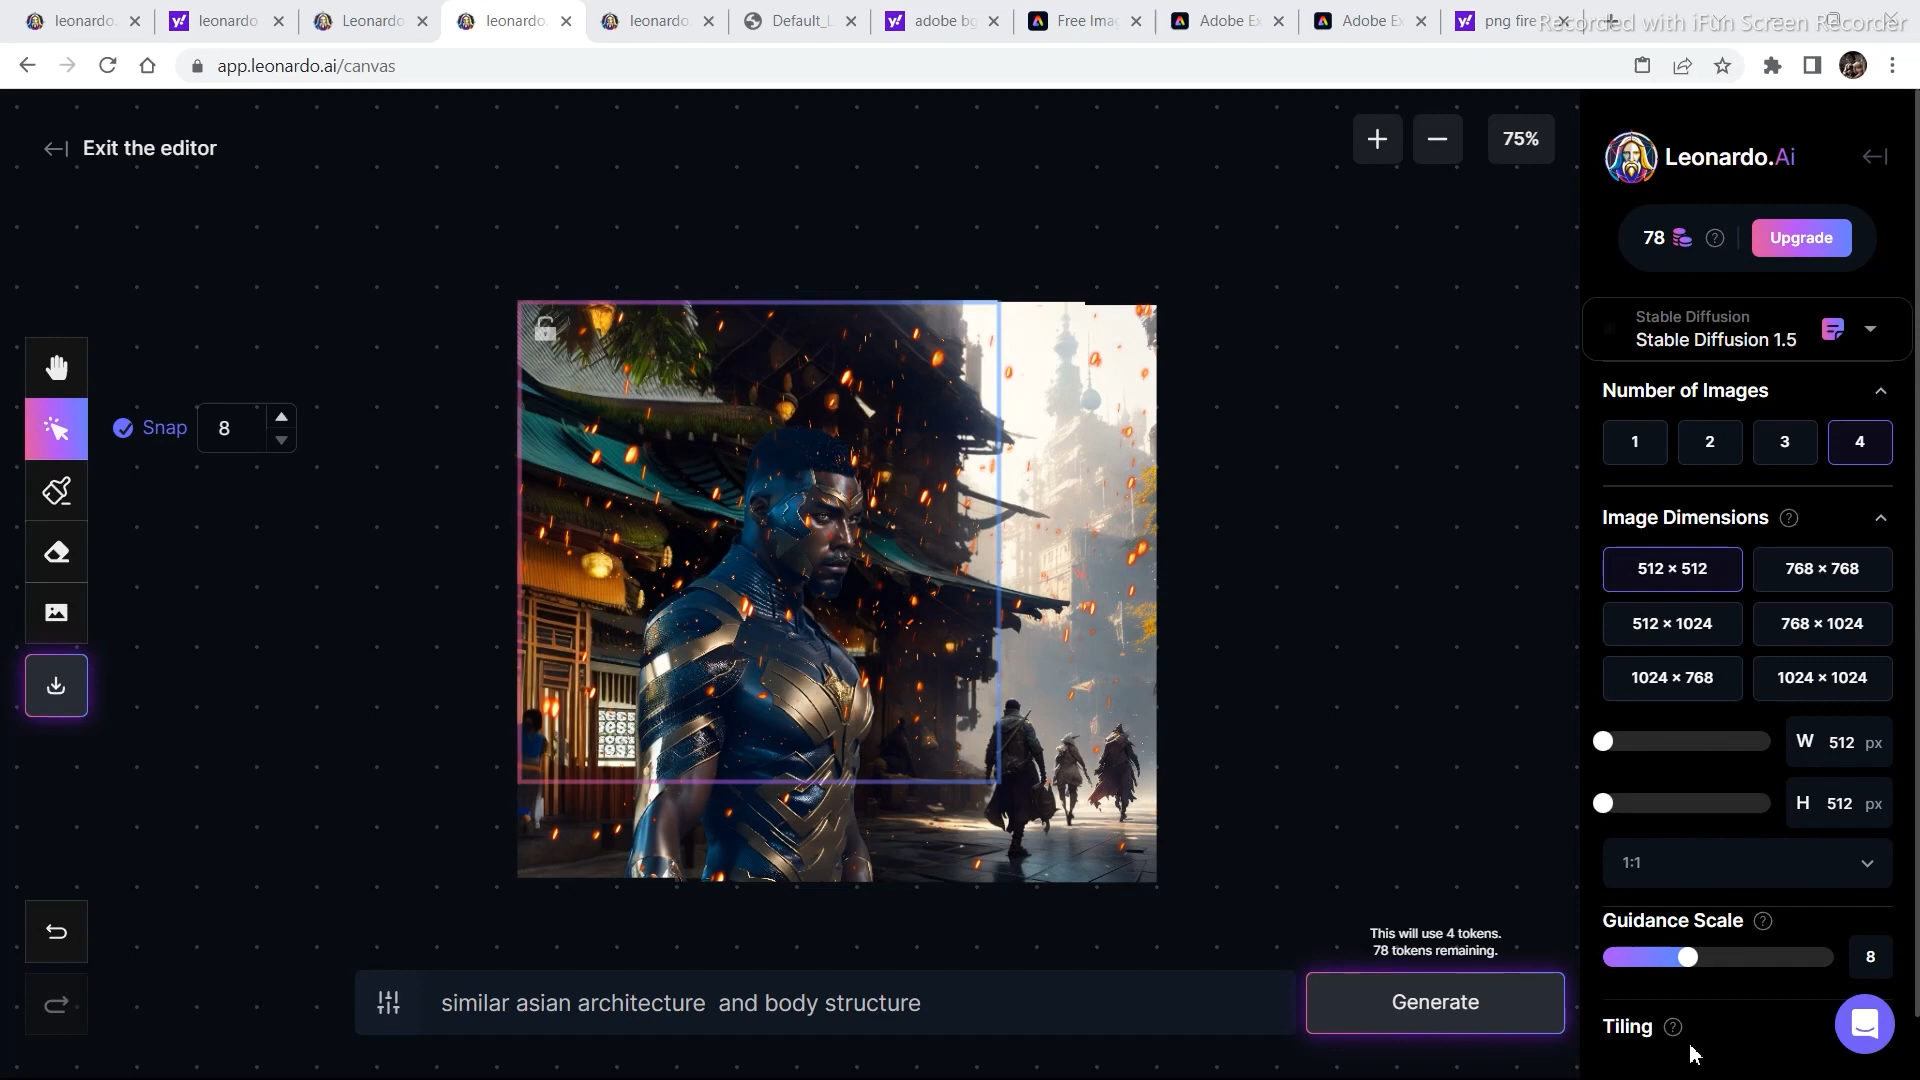 leonardo.
leonardo
Leonardo
leonardo.
leonardo
Default_L
adobe bg
Free Imag
Adobe Ex
Adobe Ex
png fire
Recorded with iFun Screen Recorder
app.leonardo.ai/canvas
Exit the editor
75%
Leonardo.Ai
78
Upgrade
Stable Diffusion
Stable Diffusion 1.5
Number of Images
1
2
3
4
Snap
8
Image Dimensions
512 × 512
768 × 768
512 × 1024
768 × 1024
1024 × 768
1024 × 1024
W 512 px
H 512 px
1:1
Guidance Scale
8
This will use 4 tokens.
78 tokens remaining.
similar asian architecture and body structure
Generate
Tiling